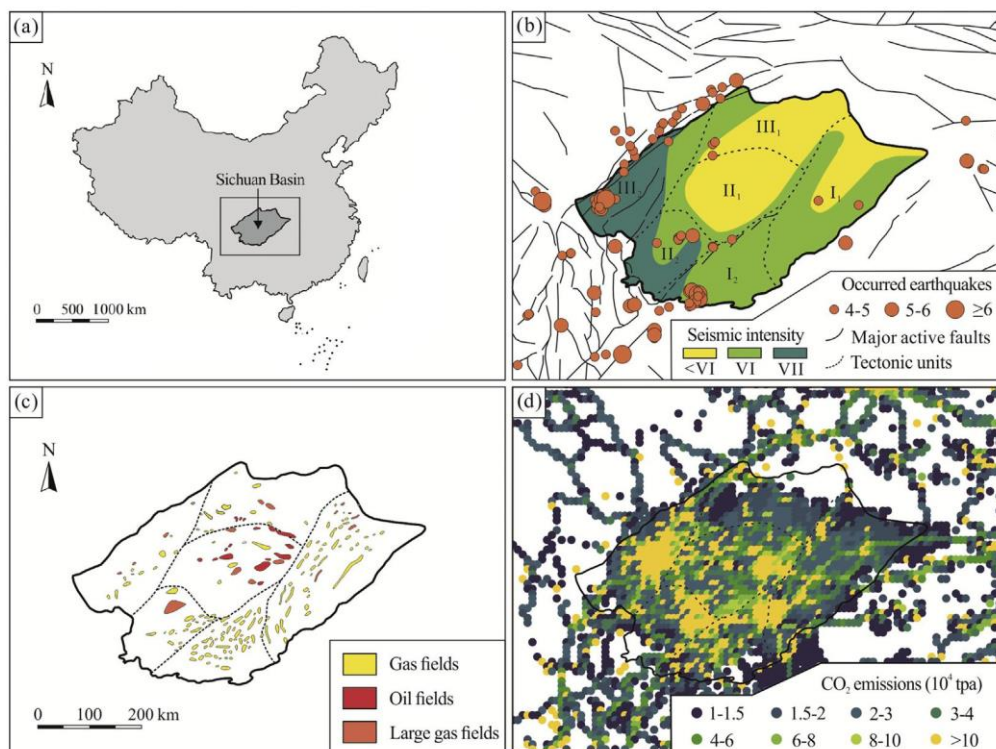 (a)
N
Sichuan Basin
0 500 1000 km
(b)
III₁
III₂
II₁
I₁
II
I₂
Occurred earthquakes
4-5 5-6 ≥6
Major active faults
Tectonic units
Seismic intensity
<VI VI VII
(c)
N
0 100 200 km
Gas fields
Oil fields
Large gas fields
(d)
CO₂ emissions (10⁴ tpa)
1-1.5 1.5-2 2-3 3-4
4-6 6-8 8-10 >10